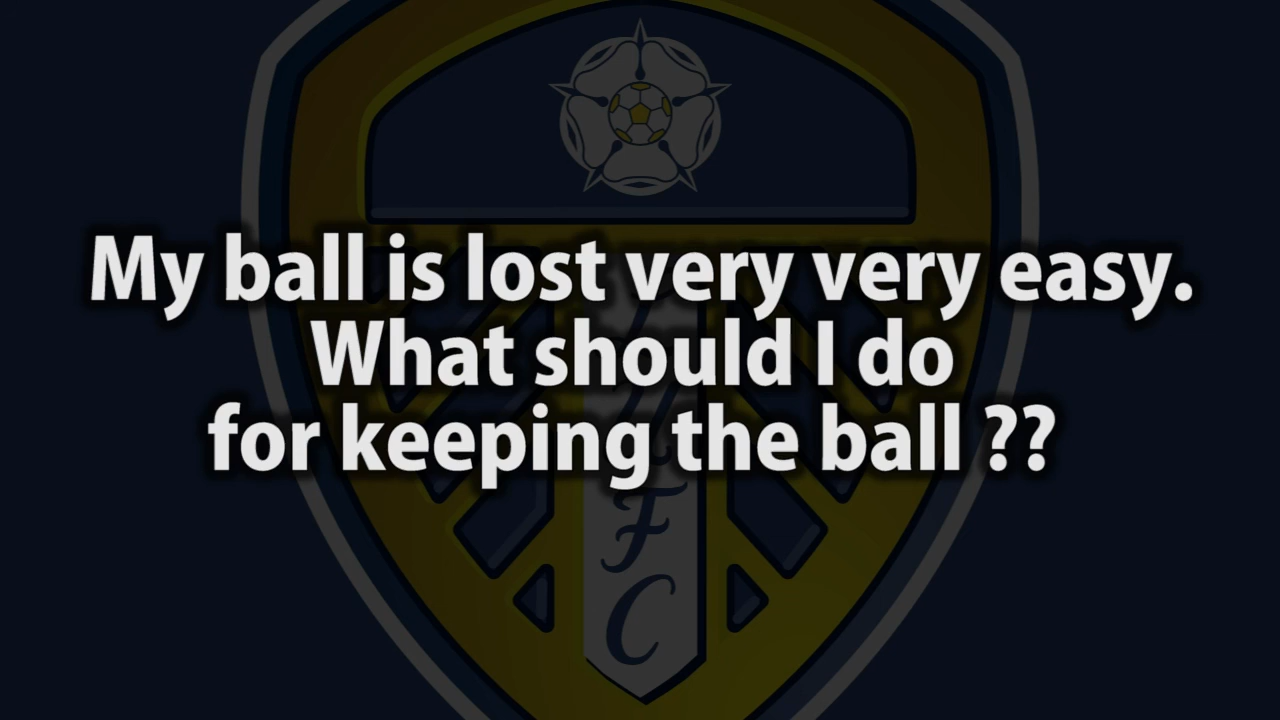 My ball is lost very very easy.
What should I do
for keeping the ball ??
F
C